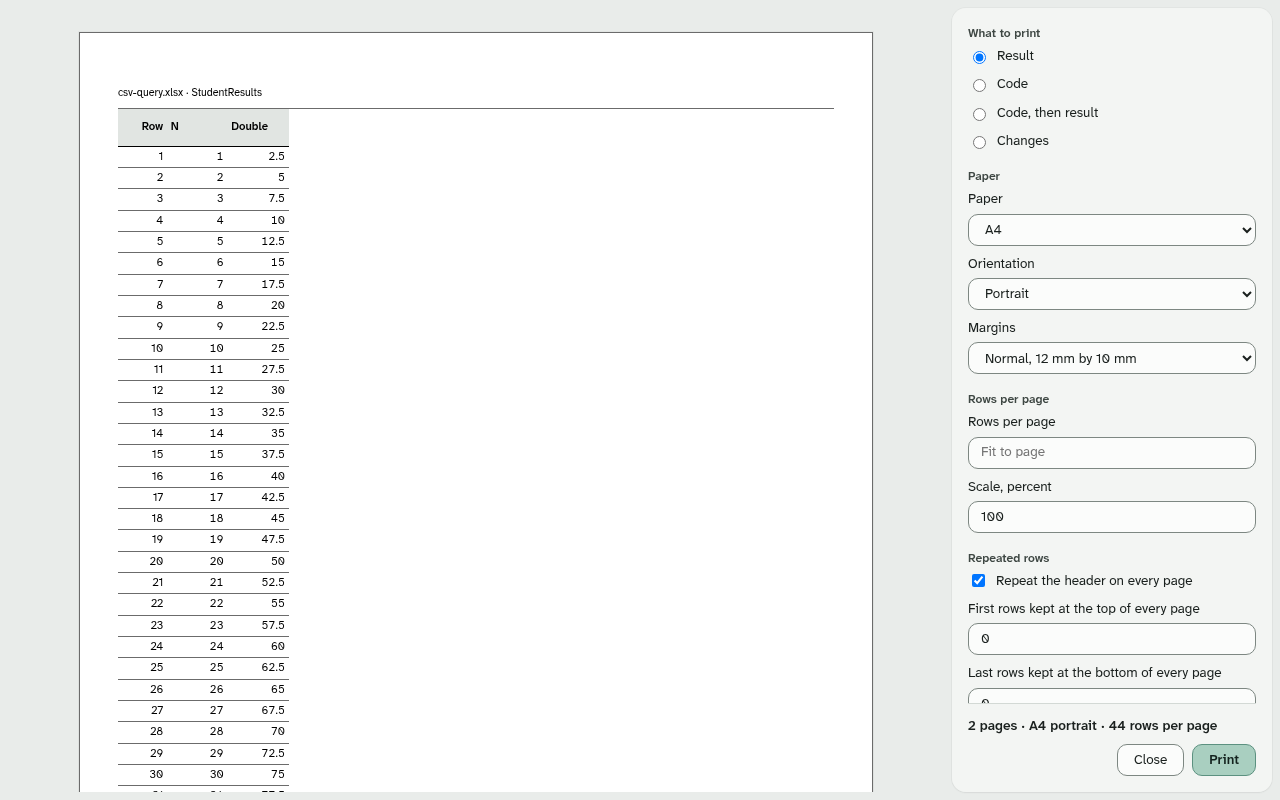 csv-query.xlsx · StudentResults
Row N Double
1 1 2.5
2 2 5
3 3 7.5
4 4 10
5 5 12.5
6 6 15
7 7 17.5
8 8 20
9 9 22.5
10 10 25
11 11 27.5
12 12 30
13 13 32.5
14 14 35
15 15 37.5
16 16 40
17 17 42.5
18 18 45
19 19 47.5
20 20 50
21 21 52.5
22 22 55
23 23 57.5
24 24 60
25 25 62.5
26 26 65
27 27 67.5
28 28 70
29 29 72.5
30 30 75
What to print
Result
Code
Code, then result
Changes
Paper
Paper
A4
Orientation
Portrait
Margins
Normal, 12 mm by 10 mm
Rows per page
Rows per page
Fit to page
Scale, percent
100
Repeated rows
Repeat the header on every page
First rows kept at the top of every page
0
Last rows kept at the bottom of every page
2 pages · A4 portrait · 44 rows per page
Close Print